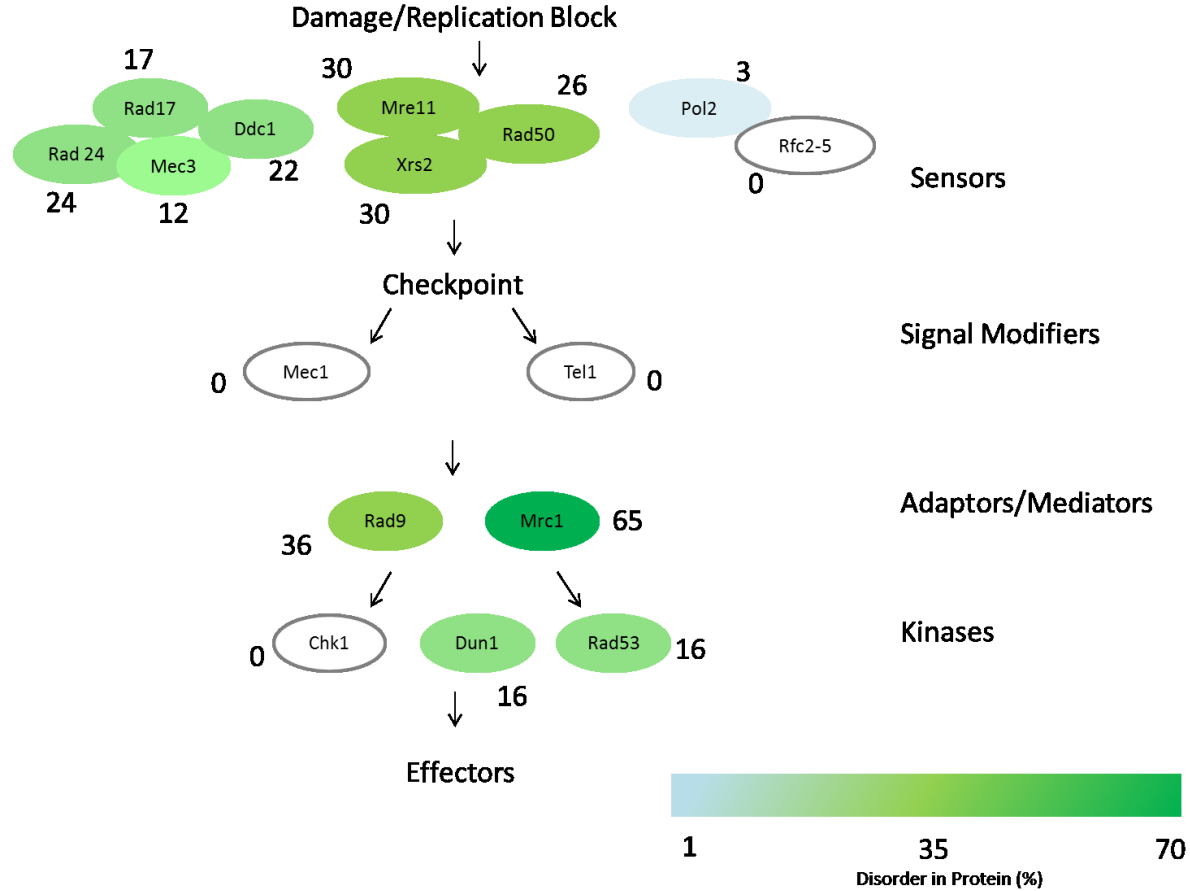 Damage/Replication Block
17
30
26
3
Rad17
Mre11
Pol2
Ddc1
Rad50
Rad 24
Mec3
Xrs2
Rfc2-5
22
0
Sensors
24
12
30
Checkpoint
Signal Modifiers
0
Mec1
Tel1
0
Adaptors/Mediators
Rad9
Mrc1
65
36
Kinases
0
Chk1
Dun1
Rad53
16
16
Effectors
1
35
70
Disorder in Protein (%)